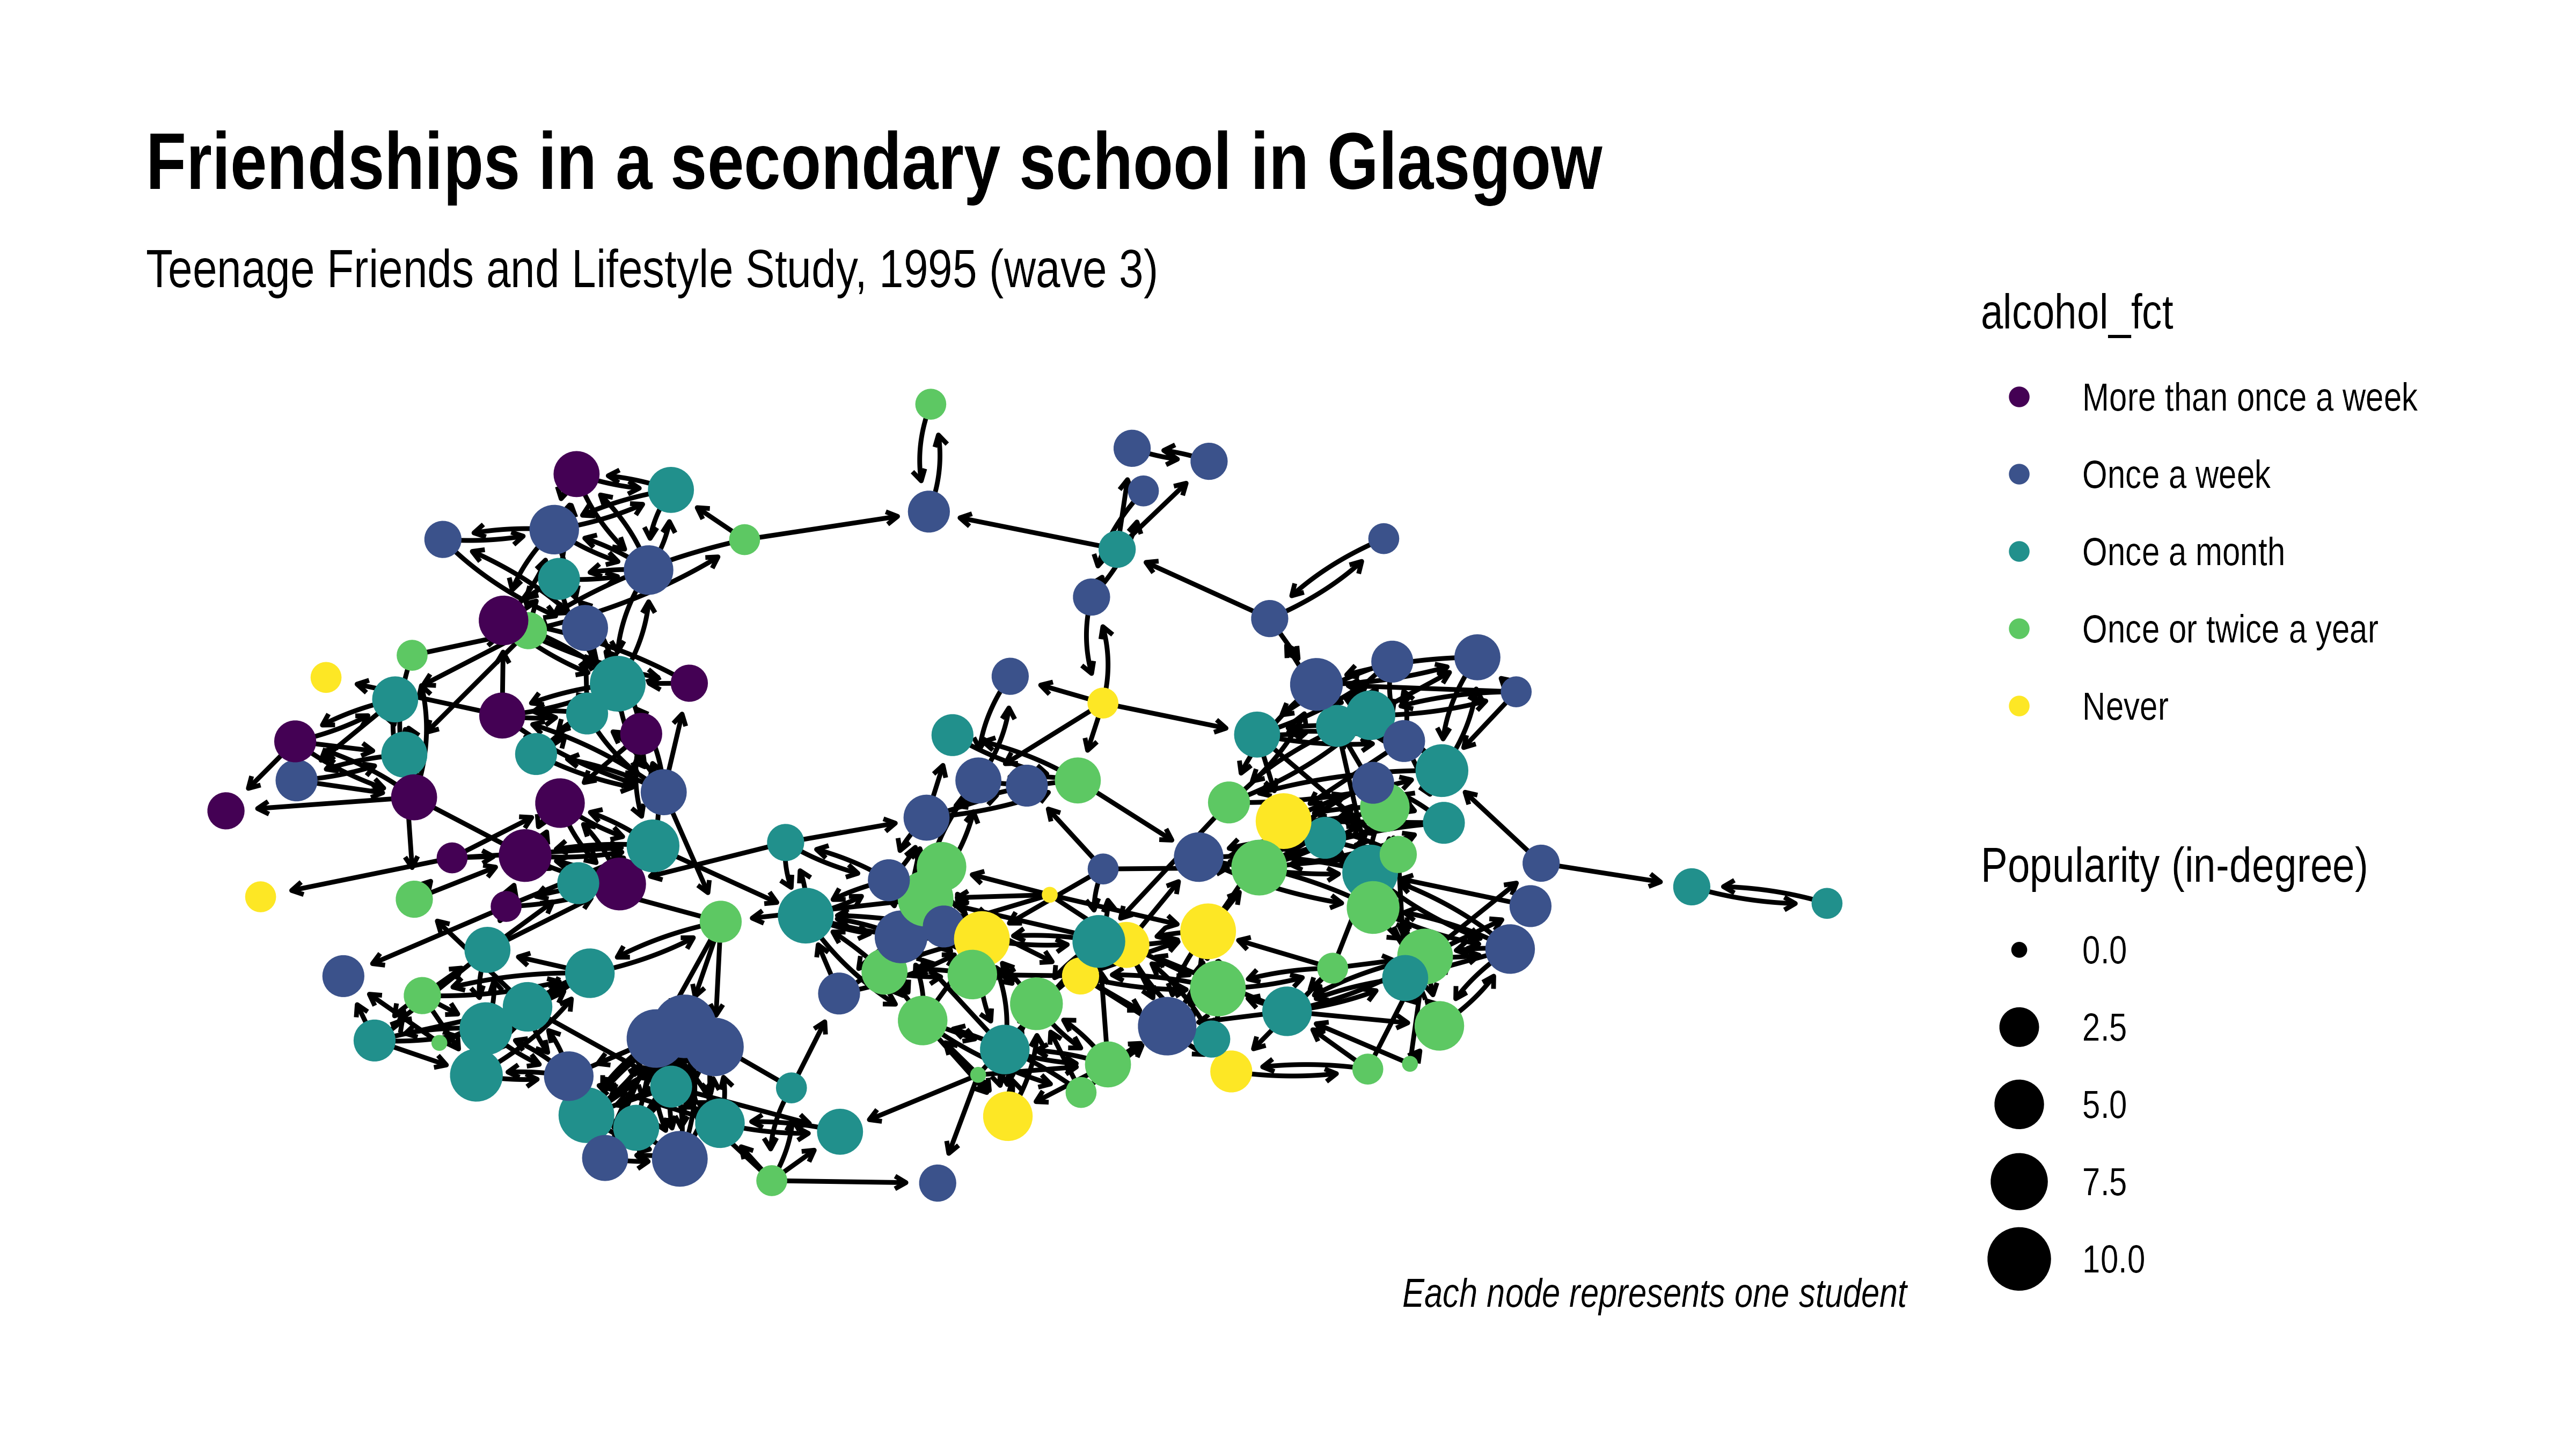 Friendships in a secondary school in Glasgow
Teenage Friends and Lifestyle Study, 1995 (wave 3)
alcohol_fct
More than once a week
Once a week
Once a month
Once or twice a year
Never
Popularity (in-degree)
0.0
2.5
5.0
7.5
10.0
Each node represents one student